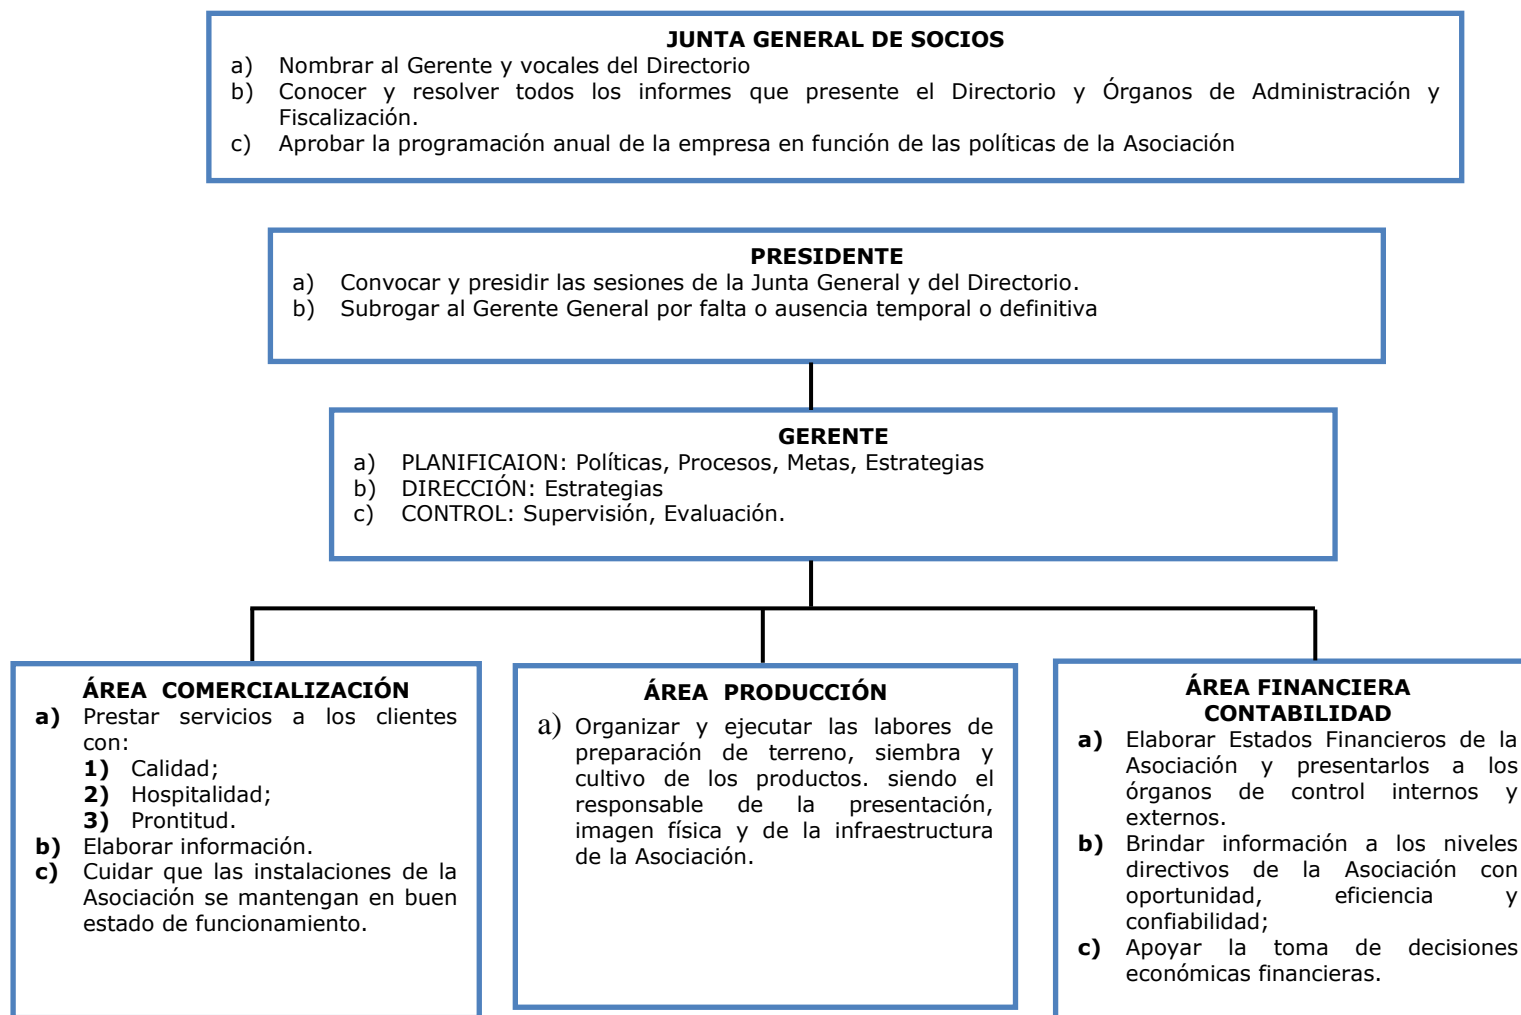 JUNTA GENERAL DE SOCIOS
a) Nombrar al Gerente y vocales del Directorio
b) Conocer y resolver todos los informes que presente el Directorio y Órganos de Administración y
Fiscalización.
c) Aprobar la programación anual de la empresa en función de las políticas de la Asociación
PRESIDENTE
a) Convocar y presidir las sesiones de la Junta General y del Directorio.
b) Subrogar al Gerente General por falta o ausencia temporal o definitiva
GERENTE
a) PLANIFICAION: Políticas, Procesos, Metas, Estrategias
b) DIRECCIÓN: Estrategias
c) CONTROL: Supervisión, Evaluación.
ÁREA COMERCIALIZACIÓN
a) Prestar servicios a los clientes
con:
1) Calidad;
2) Hospitalidad;
3) Prontitud.
b) Elaborar información.
c) Cuidar que las instalaciones de la
Asociación se mantengan en buen
estado de funcionamiento.
ÁREA PRODUCCIÓN
a) Organizar y ejecutar las labores de
preparación de terreno, siembra y
cultivo de los productos. siendo el
responsable de la presentación,
imagen física y de la infraestructura
de la Asociación.
ÁREA FINANCIERA
CONTABILIDAD
a) Elaborar Estados Financieros de la
Asociación y presentarlos a los
órganos de control internos y
externos.
b) Brindar información a los niveles
directivos de la Asociación con
oportunidad, eficiencia y
confiabilidad;
c) Apoyar la toma de decisiones
económicas financieras.